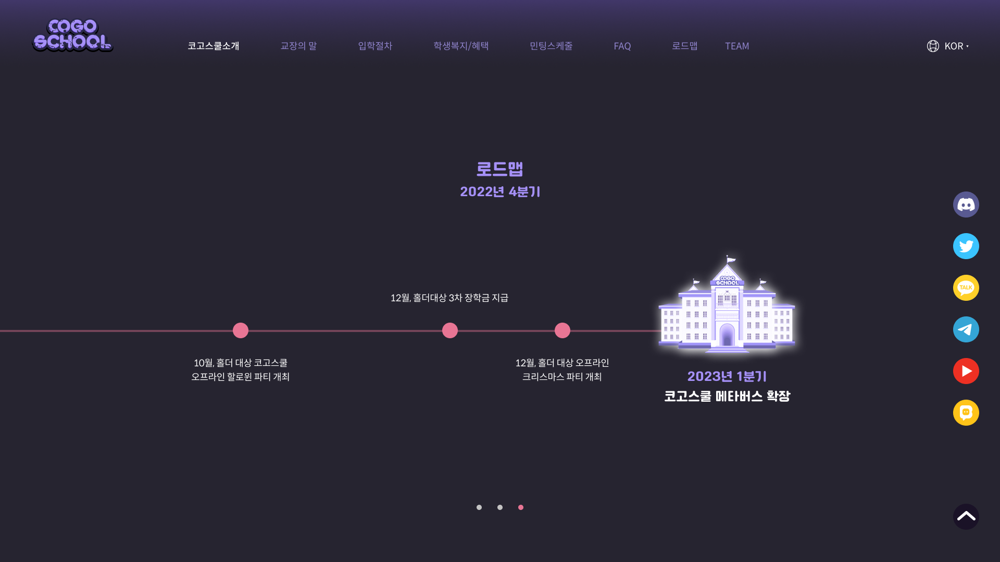 COGO
SCHOOL
코고스쿨소개
교장의 말
입학절차
학생복지/혜택
민팅스케줄
FAQ
로드맵
TEAM
KOR
로드맵
2022년 4분기
12월, 홀더대상 3차 장학금 지급
10월, 홀더 대상 코고스쿨
오프라인 할로윈 파티 개최
12월, 홀더 대상 오프라인
크리스마스 파티 개최
COGO
SCHOOL
2023년 1분기
코고스쿨 메타버스 확장
TALK